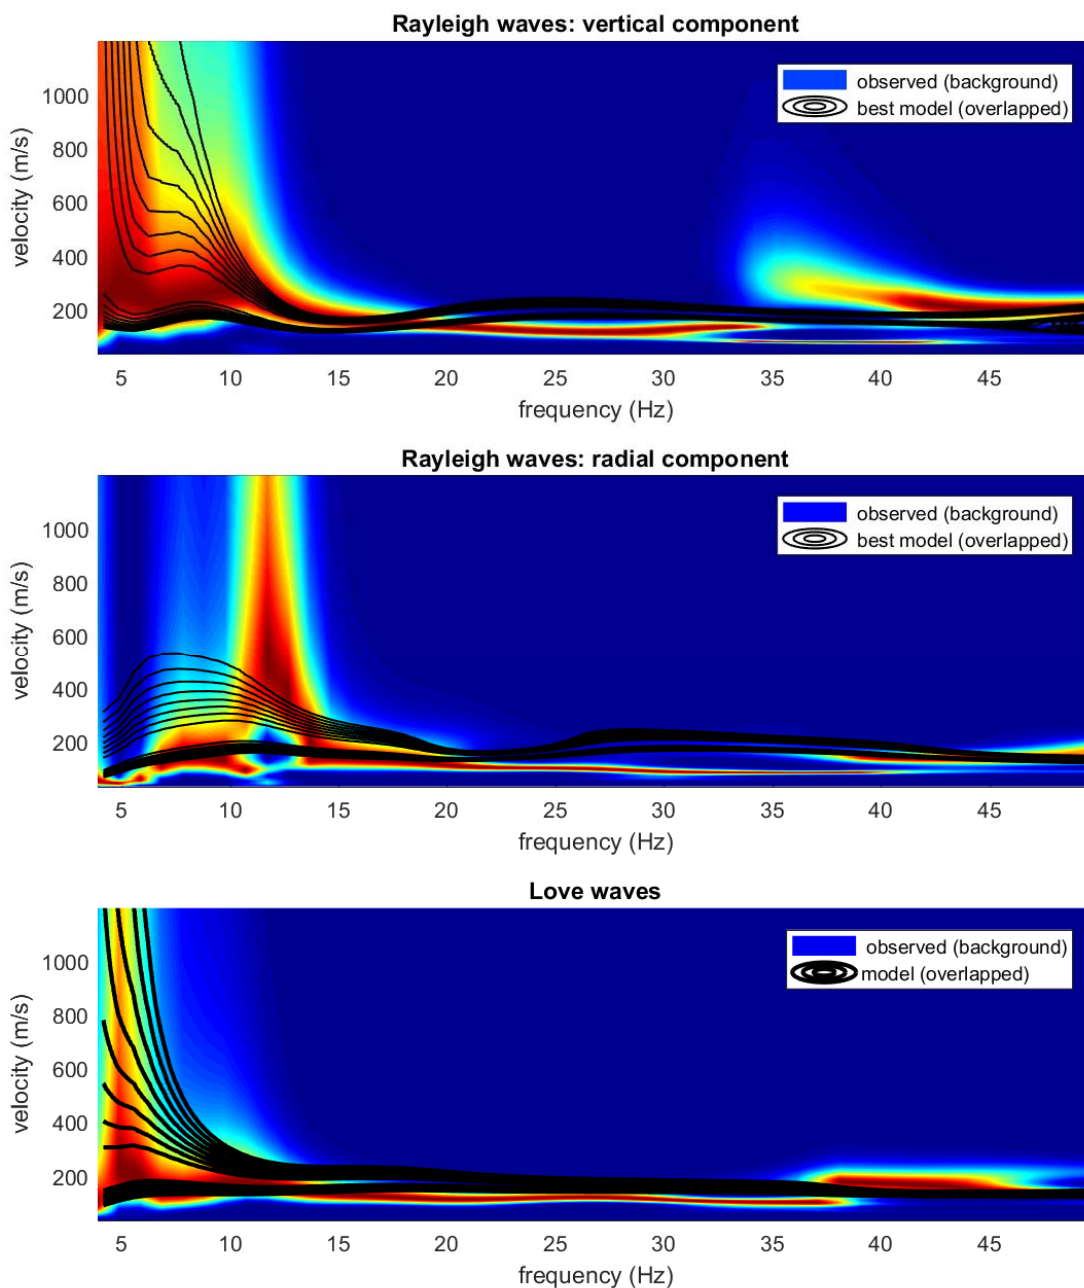 Rayleigh waves: vertical component
observed (background)
best model (overlapped)
velocity (m/s)
1000
800
600
400
200
5 10 15 20 25 30 35 40 45
frequency (Hz)
Rayleigh waves: radial component
observed (background)
best model (overlapped)
velocity (m/s)
1000
800
600
400
200
5 10 15 20 25 30 35 40 45
frequency (Hz)
Love waves
observed (background)
model (overlapped)
velocity (m/s)
1000
800
600
400
200
5 10 15 20 25 30 35 40 45
frequency (Hz)